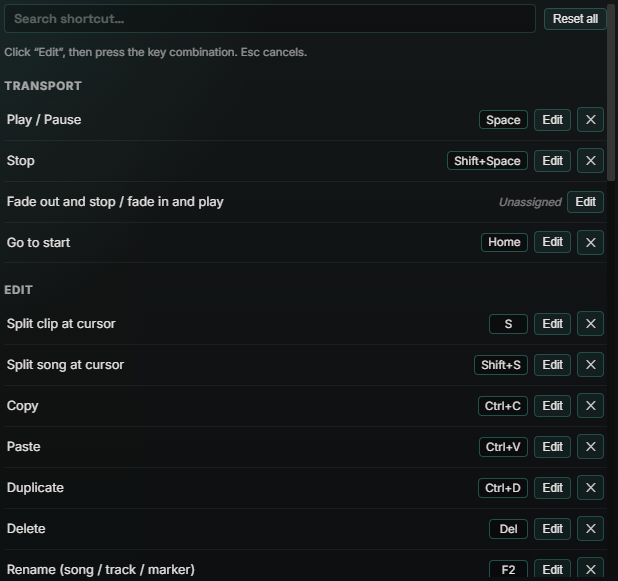 Search shortcut...
Reset all
Click “Edit”, then press the key combination. Esc cancels.
TRANSPORT
Play / Pause Space Edit ×
Stop Shift+Space Edit ×
Fade out and stop / fade in and play Unassigned Edit
Go to start Home Edit ×
EDIT
Split clip at cursor S Edit ×
Split song at cursor Shift+S Edit ×
Copy Ctrl+C Edit ×
Paste Ctrl+V Edit ×
Duplicate Ctrl+D Edit ×
Delete Del Edit ×
Rename (song / track / marker) F2 Edit ×